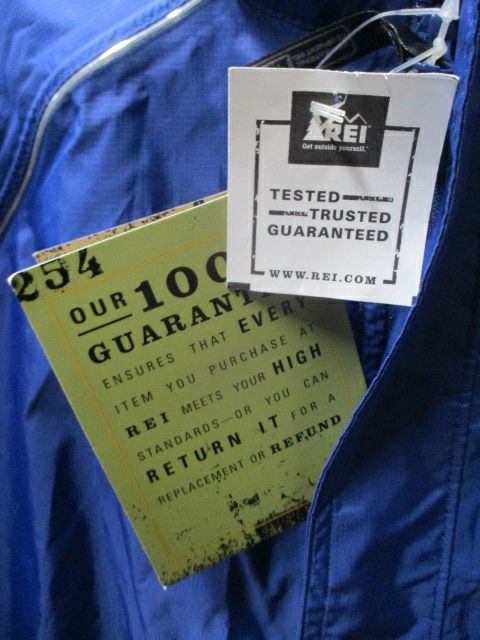 REI
Get outside yourself.
TESTED
TRUSTED
GUARANTEED
WWW.REI.COM
254
OUR 100
GUARANT
ENSURES THAT EVERY
ITEM YOU PURCHASE AT
REI MEETS YOUR HIGH
STANDARDS—OR YOU CAN
RETURN IT FOR A
REPLACEMENT OR REFUND